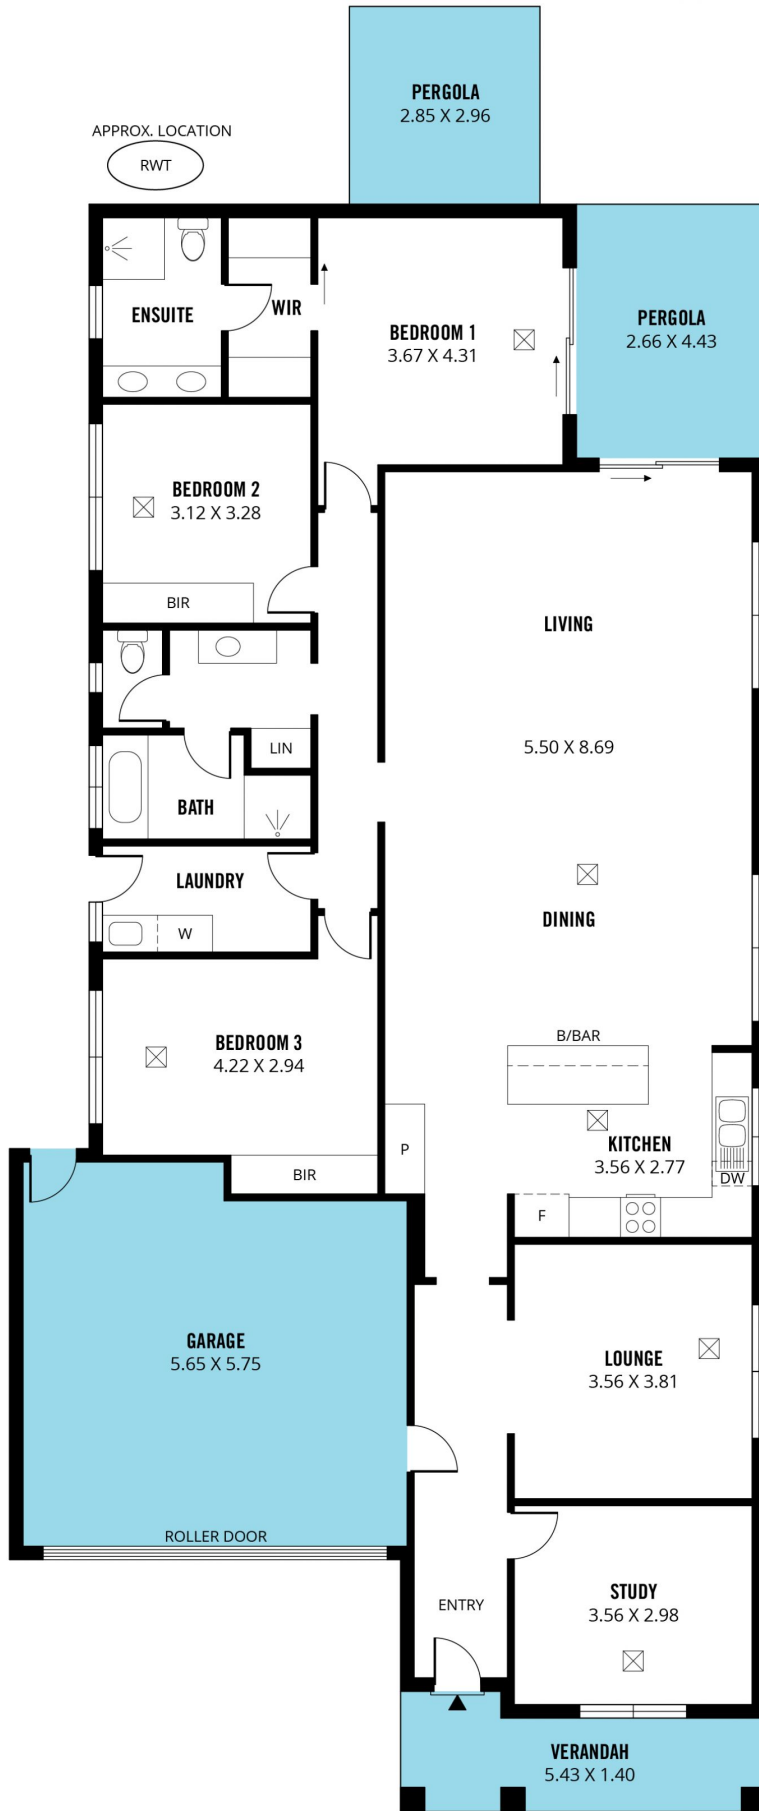 PERGOLA
2.85 X 2.96
APPROX. LOCATION
RWT
ENSUITE
WIR
BEDROOM 1
3.67 X 4.31
PERGOLA
2.66 X 4.43
BEDROOM 2
3.12 X 3.28
BIR
LIVING
5.50 X 8.69
LIN
BATH
LAUNDRY
W
DINING
BEDROOM 3
4.22 X 2.94
B/BAR
P
KITCHEN
3.56 X 2.77
DW
BIR
F
GARAGE
5.65 X 5.75
LOUNGE
3.56 X 3.81
ROLLER DOOR
ENTRY
STUDY
3.56 X 2.98
VERANDAH
5.43 X 1.40